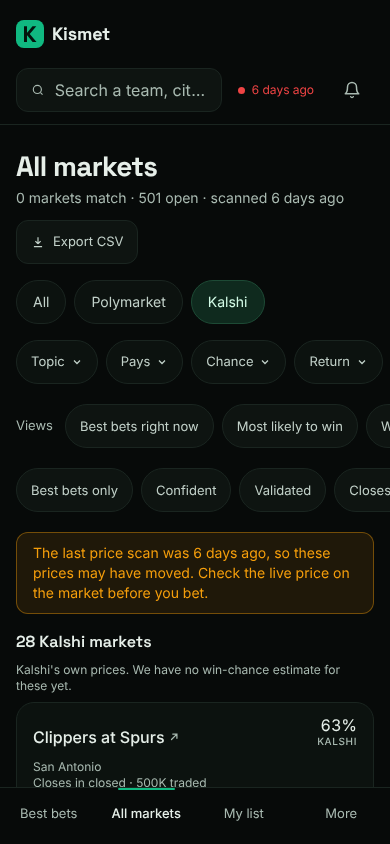 Kismet
Search a team, cit...
6 days ago
All markets
0 markets match · 501 open · scanned 6 days ago
Export CSV
All Polymarket Kalshi
Topic Pays Chance Return
Views Best bets right now Most likely to win W
Best bets only Confident Validated Closes
The last price scan was 6 days ago, so these
prices may have moved. Check the live price on
the market before you bet.
28 Kalshi markets
Kalshi's own prices. We have no win-chance estimate for
these yet.
63%
Clippers at Spurs ↗
KALSHI
San Antonio
Closes in closed · 500K traded
Best bets All markets My list More